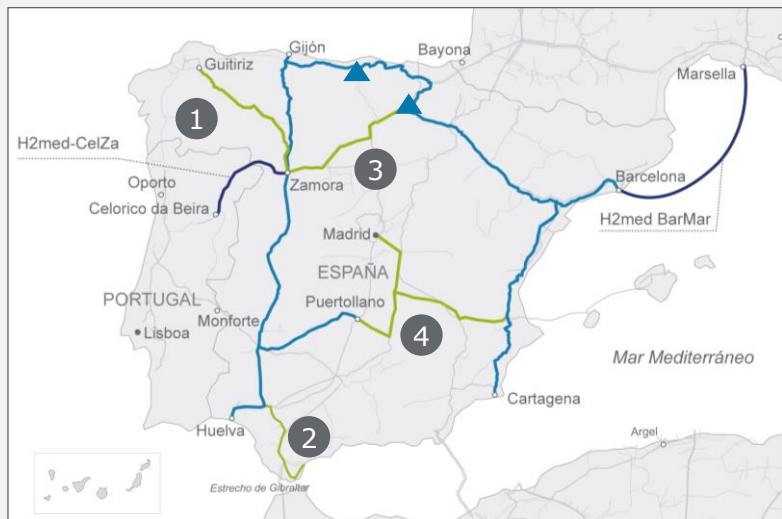 Gijón
Guitiriz
Bayona
Marsella
1
H2med-CelZa
3
Zamora
Barcelona
Oporto
Celorico da Beira
H2med BarMar
Madrid
ESPAÑA
PORTUGAL
Puertollano
Monforte
Lisboa
4
Mar Mediterráneo
Cartagena
Huelva
2
Argel
Estrecho de Gibraltar